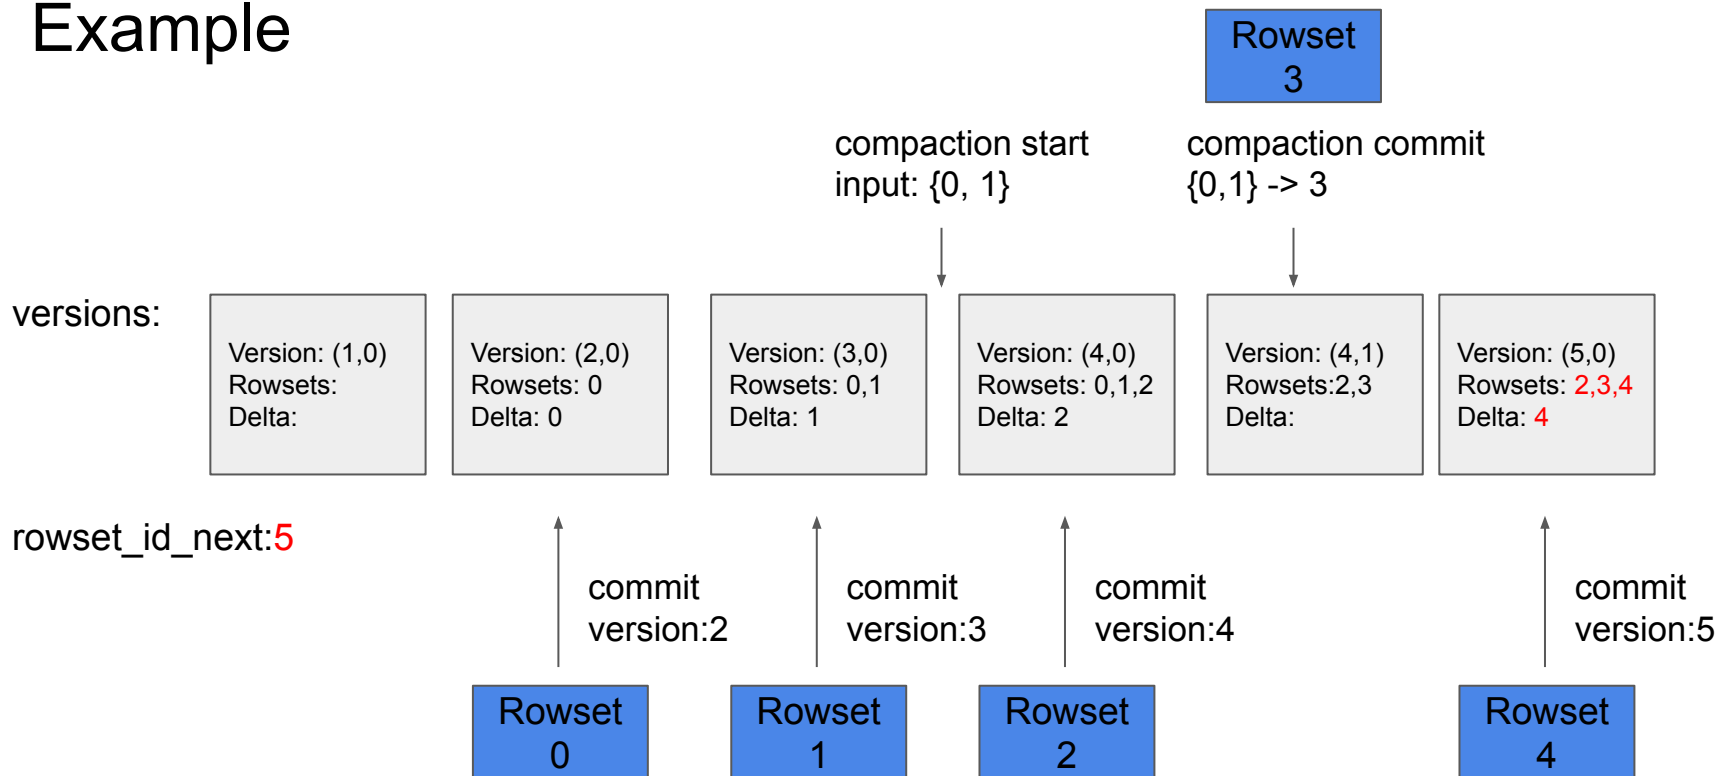 Example
Rowset
3
compaction start
input: {0, 1}
compaction commit
{0,1} -> 3
versions:
Version: (1,0)
Rowsets:
Delta:
Version: (2,0)
Rowsets: 0
Delta: 0
Version: (3,0)
Rowsets: 0,1
Delta: 1
Version: (4,0)
Rowsets: 0,1,2
Delta: 2
Version: (4,1)
Rowsets:2,3
Delta:
Version: (5,0)
Rowsets: 2,3,4
Delta: 4
rowset_id_next:5
commit
version:2
commit
version:3
commit
version:4
commit
version:5
Rowset
0
Rowset
1
Rowset
2
Rowset
4